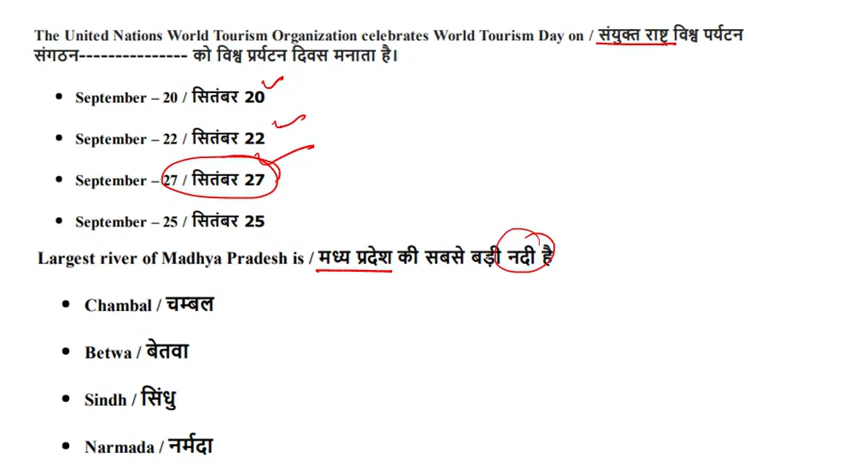 The United Nations World Tourism Organization celebrates World Tourism Day on / संयुक्त राष्ट्र विश्व पर्यटन
संगठन--------------- को विश्व प्रर्यटन दिवस मनाता है।
• September – 20 / सितंबर 20
• September – 22 / सितंबर 22
• September – 27 / सितंबर 27
• September – 25 / सितंबर 25
Largest river of Madhya Pradesh is / मध्य प्रदेश की सबसे बड़ी नदी है
• Chambal / चम्बल
• Betwa / बेतवा
• Sindh / सिंधु
• Narmada / नर्मदा